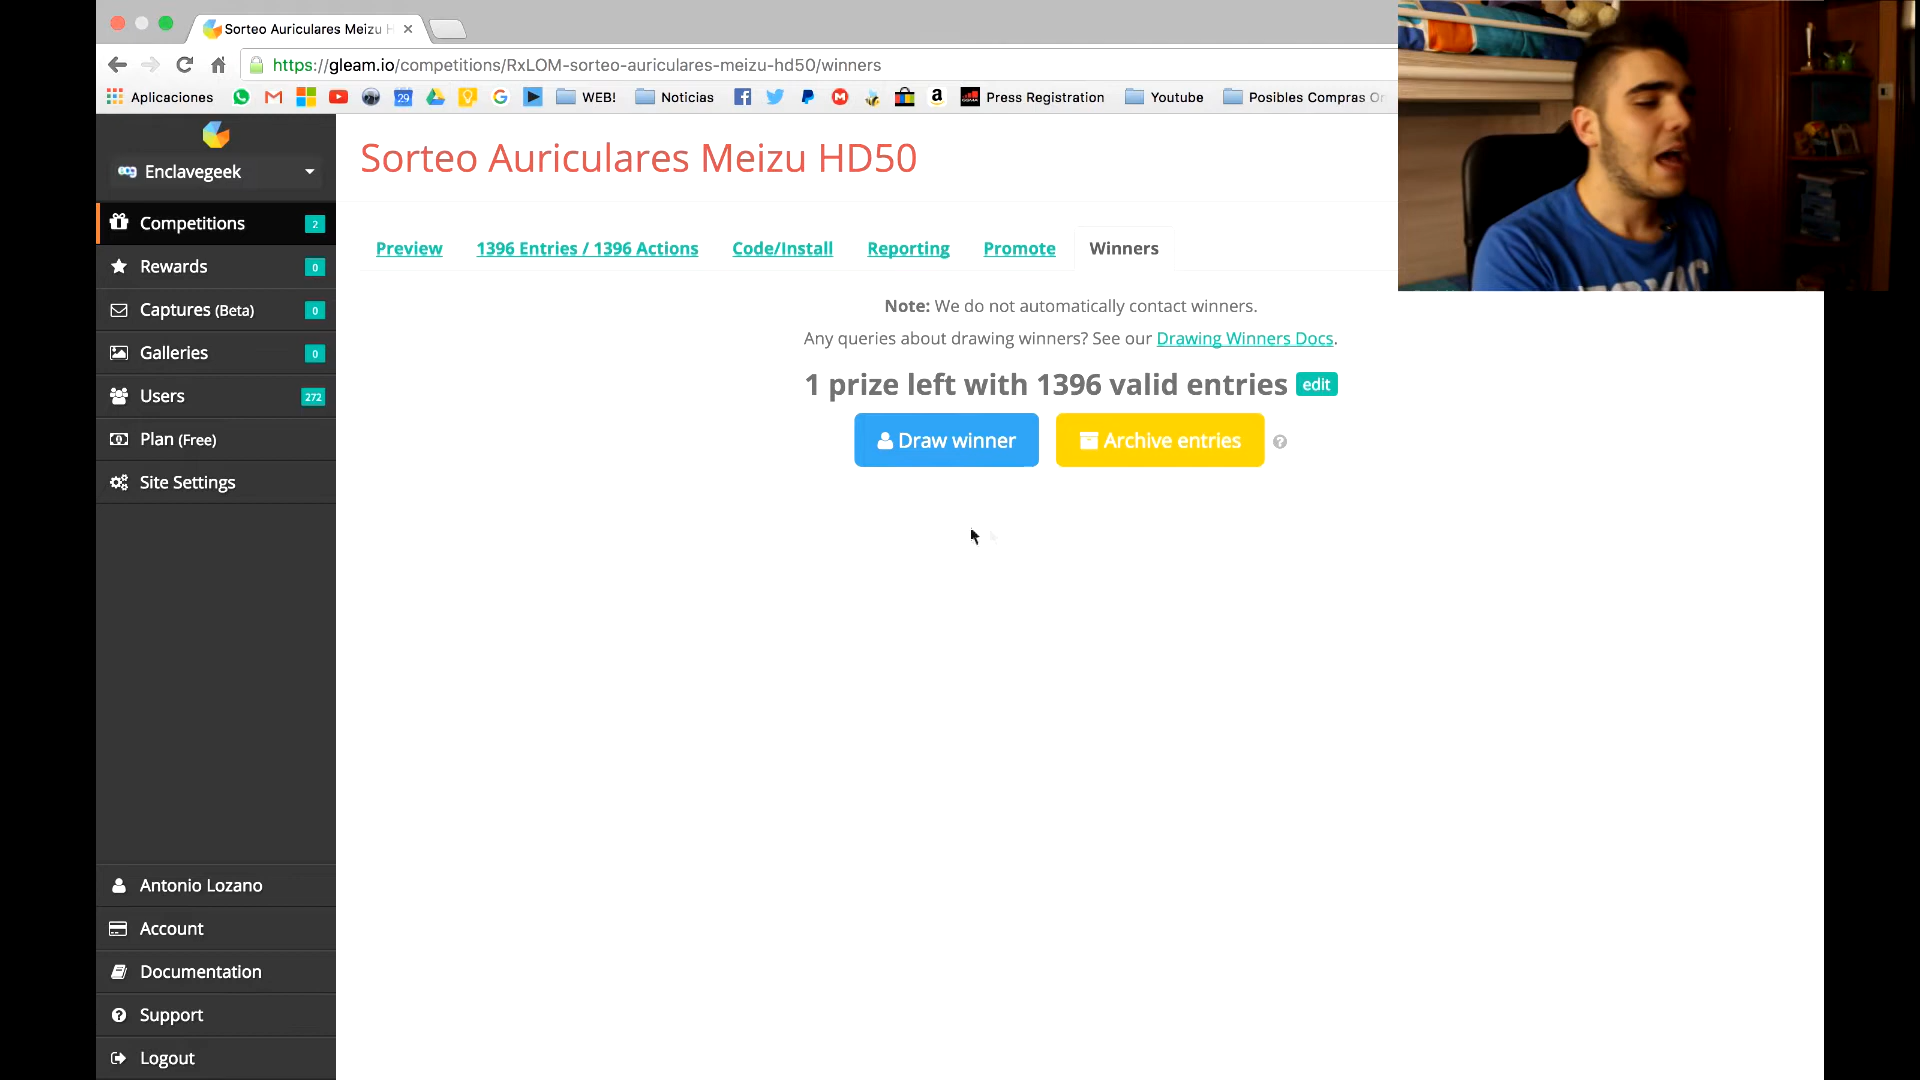 Sorteo Auriculares Meizu H
https://gleam.io/competitions/RxLOM-sorteo-auriculares-meizu-hd50/winners
Aplicaciones 29 WEB! Noticias Press Registration Youtube Posibles Compras On
Enclavegeek
Competitions 2
Rewards 0
Captures (Beta) 0
Galleries 0
Users 272
Plan (Free)
Site Settings
Antonio Lozano
Account
Documentation
Support
Logout
Sorteo Auriculares Meizu HD50
Preview 1396 Entries / 1396 Actions Code/Install Reporting Promote Winners
Note: We do not automatically contact winners.
Any queries about drawing winners? See our Drawing Winners Docs.
1 prize left with 1396 valid entries edit
Draw winner Archive entries ?